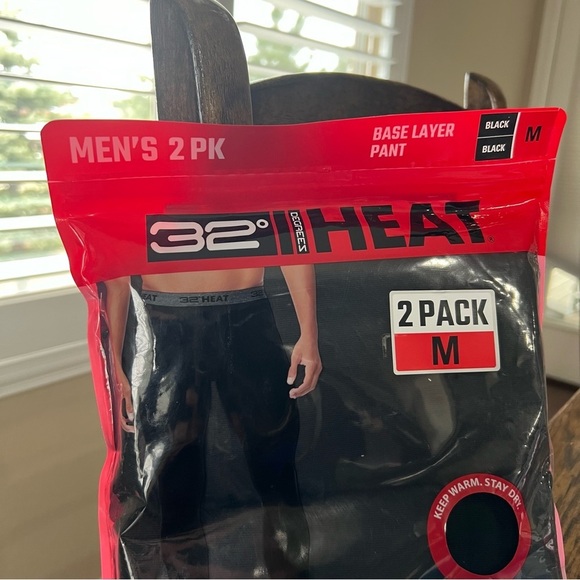 MEN'S 2 PK
BASE LAYER
PANT
BLACK
BLACK
M
32° DEGREES HEAT
EAT 32° HEAT
2 PACK
M
KEEP WARM. STAY DRY.